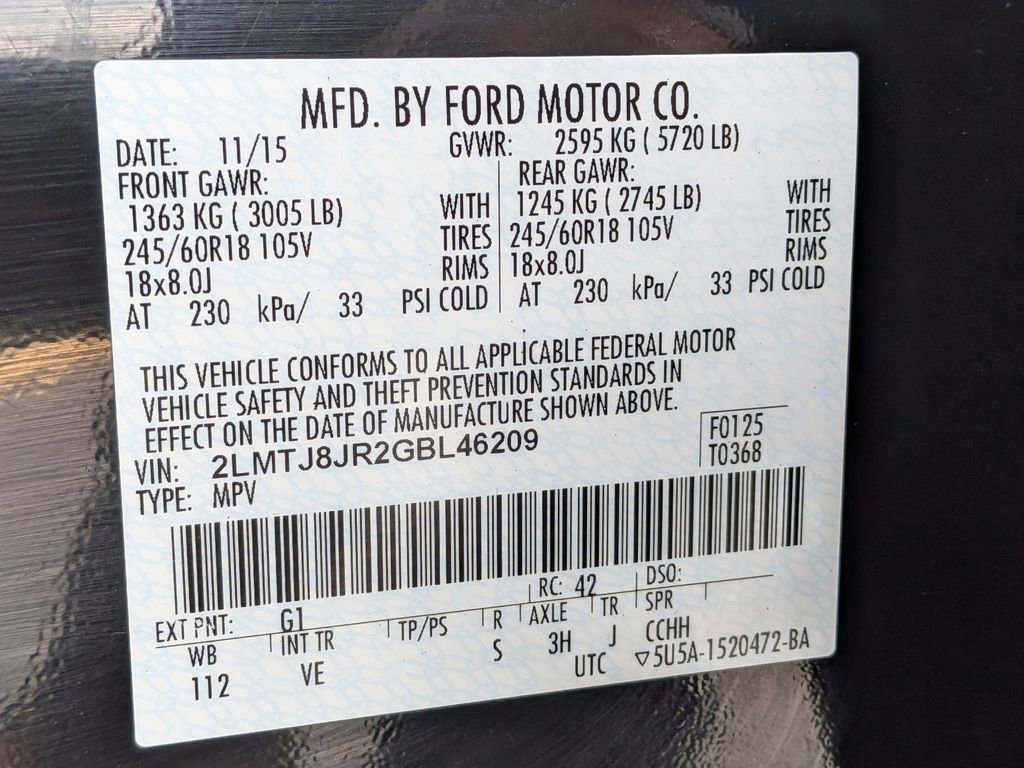 MFD. BY FORD MOTOR CO.
DATE: 11/15 GVWR: 2595 KG ( 5720 LB)
FRONT GAWR: REAR GAWR:
1363 KG ( 3005 LB) WITH 1245 KG ( 2745 LB) WITH
245/60R18 105V TIRES 245/60R18 105V TIRES
18x8.0J RIMS 18x8.0J RIMS
AT 230 kPa/ 33 PSI COLD AT 230 kPa/ 33 PSI COLD
THIS VEHICLE CONFORMS TO ALL APPLICABLE FEDERAL MOTOR
VEHICLE SAFETY AND THEFT PREVENTION STANDARDS IN
EFFECT ON THE DATE OF MANUFACTURE SHOWN ABOVE.
VIN: 2LMTJ8JR2GBL46209 F0125
TYPE: MPV T0368
EXT PNT: G1 RC: 42 DSO:
WB INT TR TP/PS R AXLE TR SPR
112 VE S 3H J CCHH
UTC ▽5U5A-1520472-BA